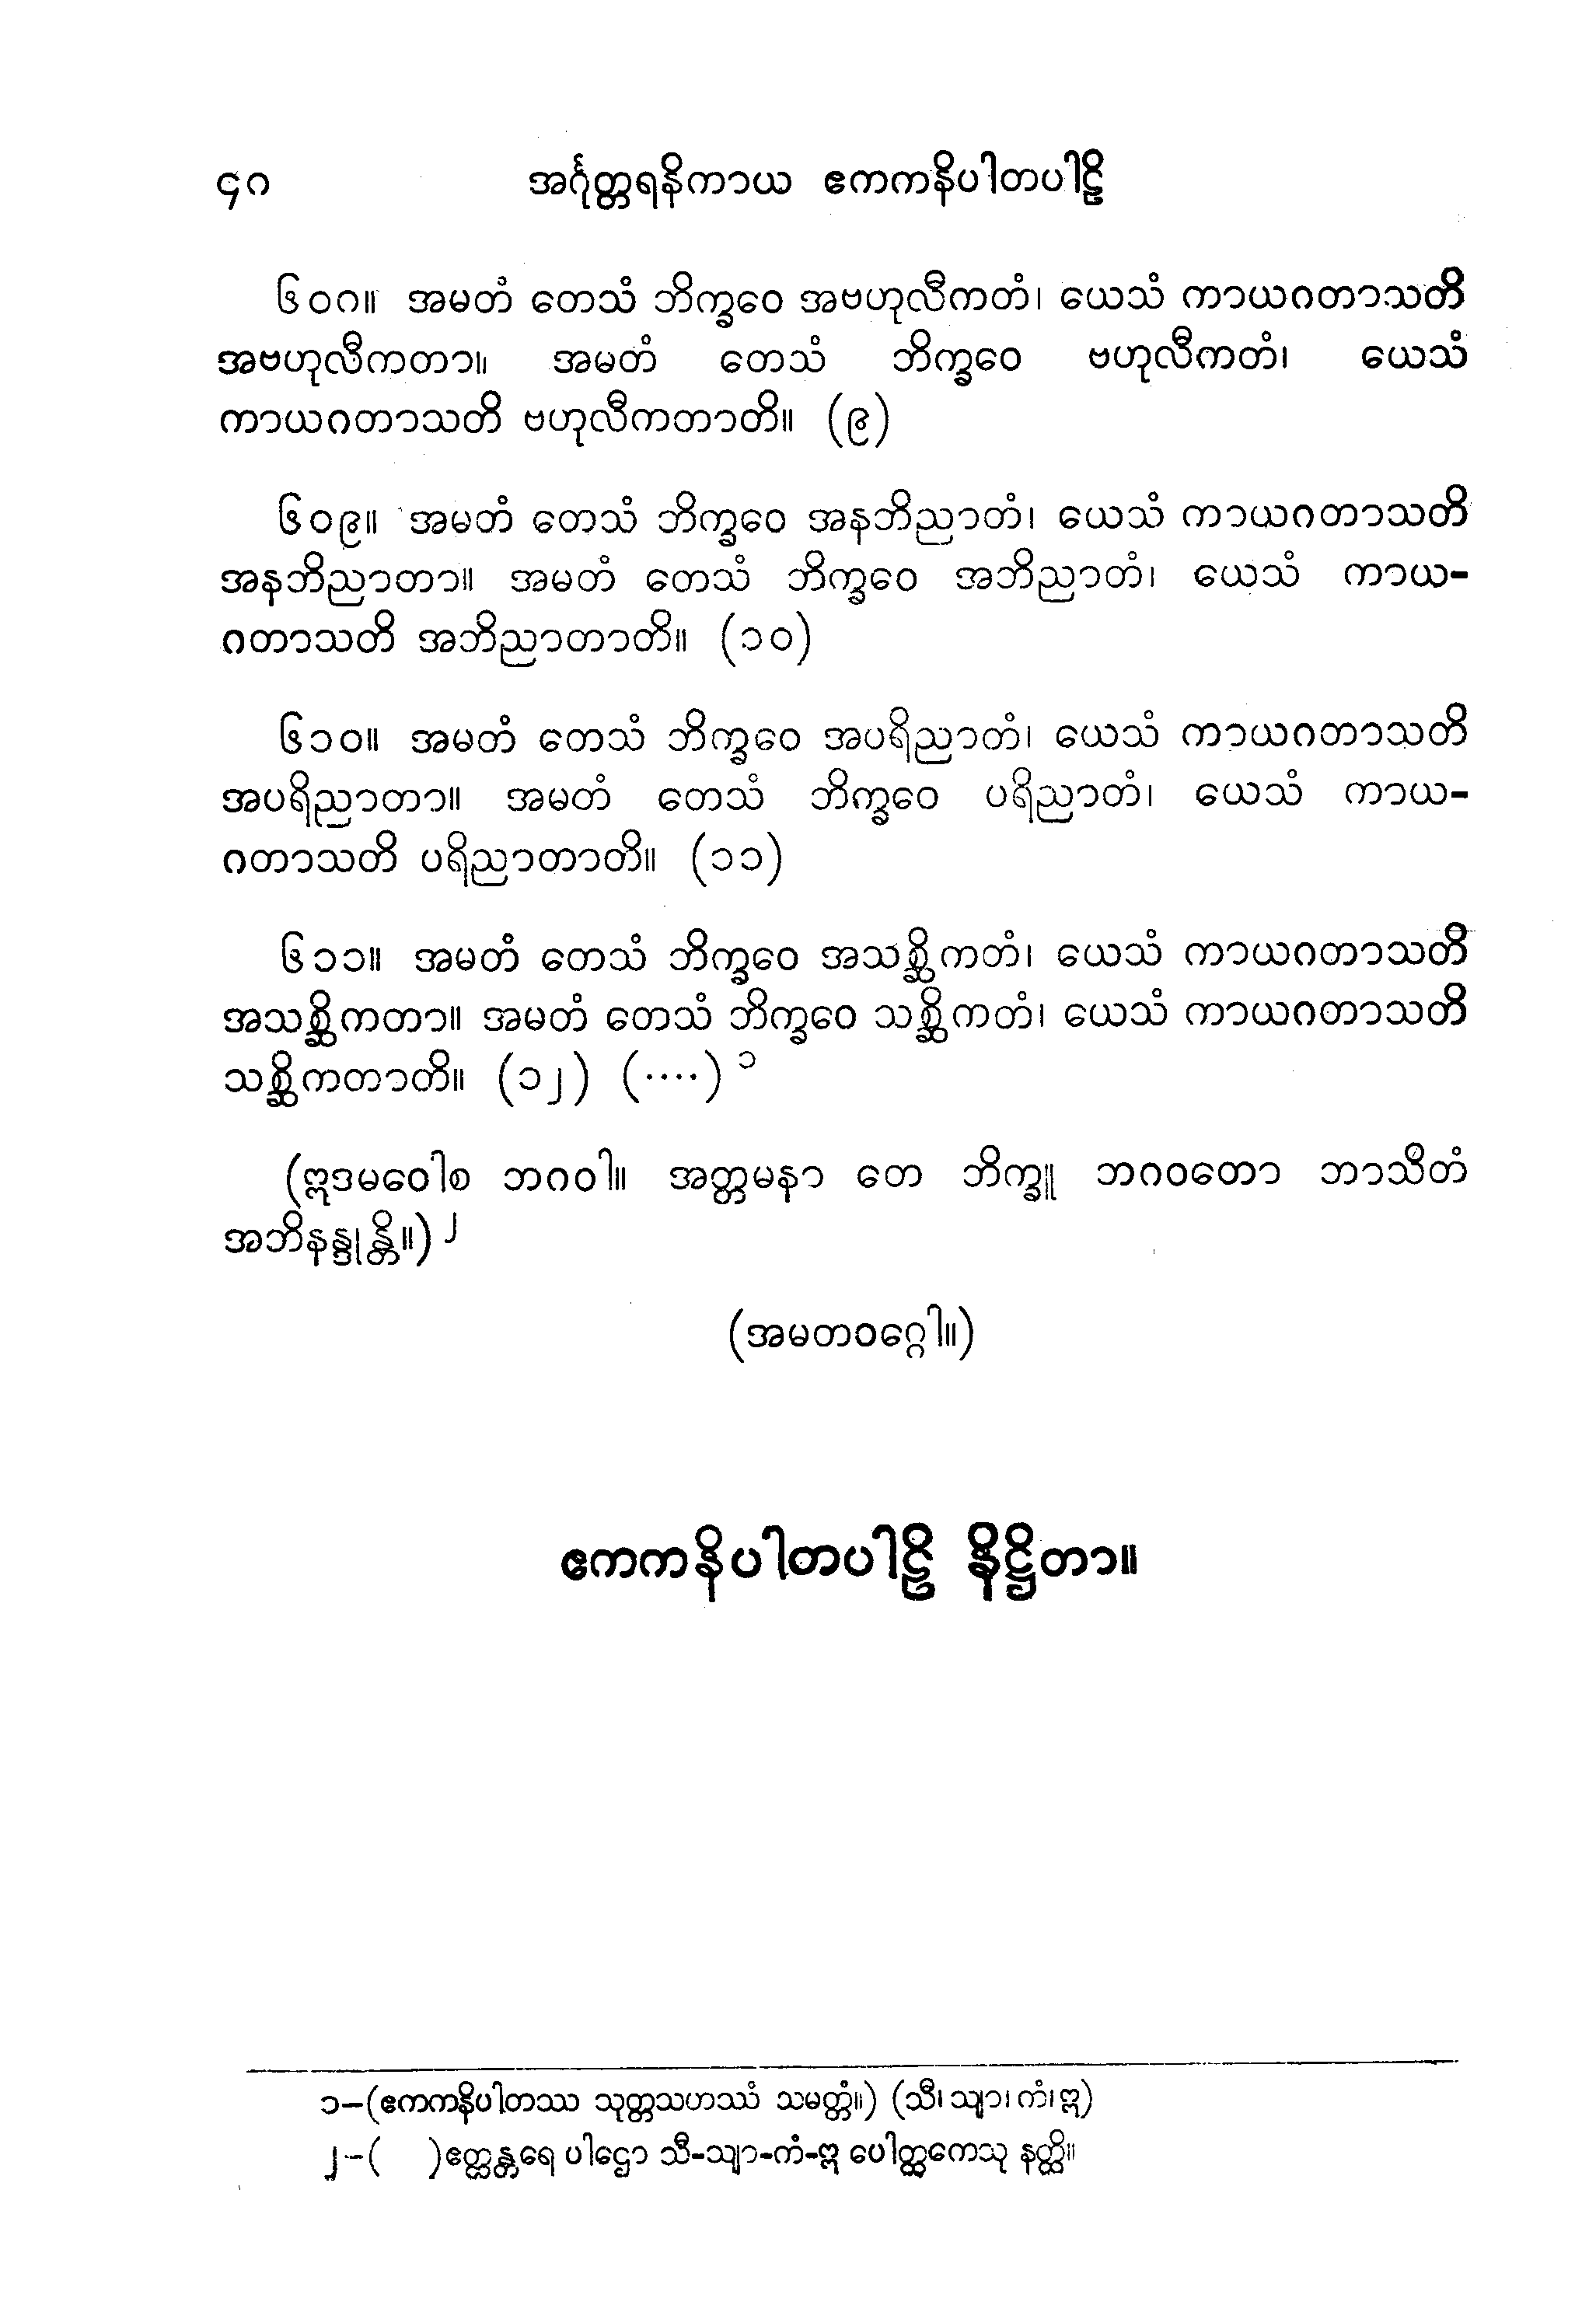 ၄၈ အင်္ဂုတ္တရနိကာယ ဧကကနိပါတပါဠိ
၆၀၈။ အမတံ တေသံ ဘိက္ခဝေ အဗဟုလီကတံ၊ ယေသံ ကာယဂတာသတိ
အဗဟုလီကတာ။ အမတံ တေသံ ဘိက္ခဝေ ဗဟုလီကတံ၊ ယေသံ
ကာယဂတာသတိ ဗဟုလီကတာတိ။ (၉)
၆၀၉။ အမတံ တေသံ ဘိက္ခဝေ အနဘိညာတံ၊ ယေသံ ကာယဂတာသတိ
အနဘိညာတာ။ အမတံ တေသံ ဘိက္ခဝေ အဘိညာတံ၊ ယေသံ ကာယ-
ဂတာသတိ အဘိညာတာတိ။ (၁၀)
၆၁၀။ အမတံ တေသံ ဘိက္ခဝေ အပရိညာတံ၊ ယေသံ ကာယဂတာသတိ
အပရိညာတာ။ အမတံ တေသံ ဘိက္ခဝေ ပရိညာတံ၊ ယေသံ ကာယ-
ဂတာသတိ ပရိညာတာတိ။ (၁၁)
၆၁၁။ အမတံ တေသံ ဘိက္ခဝေ အသစ္ဆိကတံ၊ ယေသံ ကာယဂတာသတိ
အသစ္ဆိကတာ။ အမတံ တေသံ ဘိက္ခဝေ သစ္ဆိကတံ၊ ယေသံ ကာယဂတာသတိ
သစ္ဆိကတာတိ။ (၁၂) (....) ၁
(ဣဒမဝေါစ ဘဂဝါ။ အတ္တမနာ တေ ဘိက္ခူ ဘဂဝတော ဘာသိတံ
အဘိနန္ဒုန္တိ။) ၂
(အမတဝဂ္ဂေါ။)
ဧကကနိပါတပါဠိ နိဋ္ဌိတာ။
၁–(ဧကကနိပါတဿ သုတ္တသဟဿံ သမတ္တံ။) (သီ၊ သျာ၊ ကံ၊ ဣ)
၂–( )ဧတ္ထန္တရေ ပါဌော သီ-သျာ-ကံ-ဣ ပေါတ္ထကေသု နတ္ထိ။